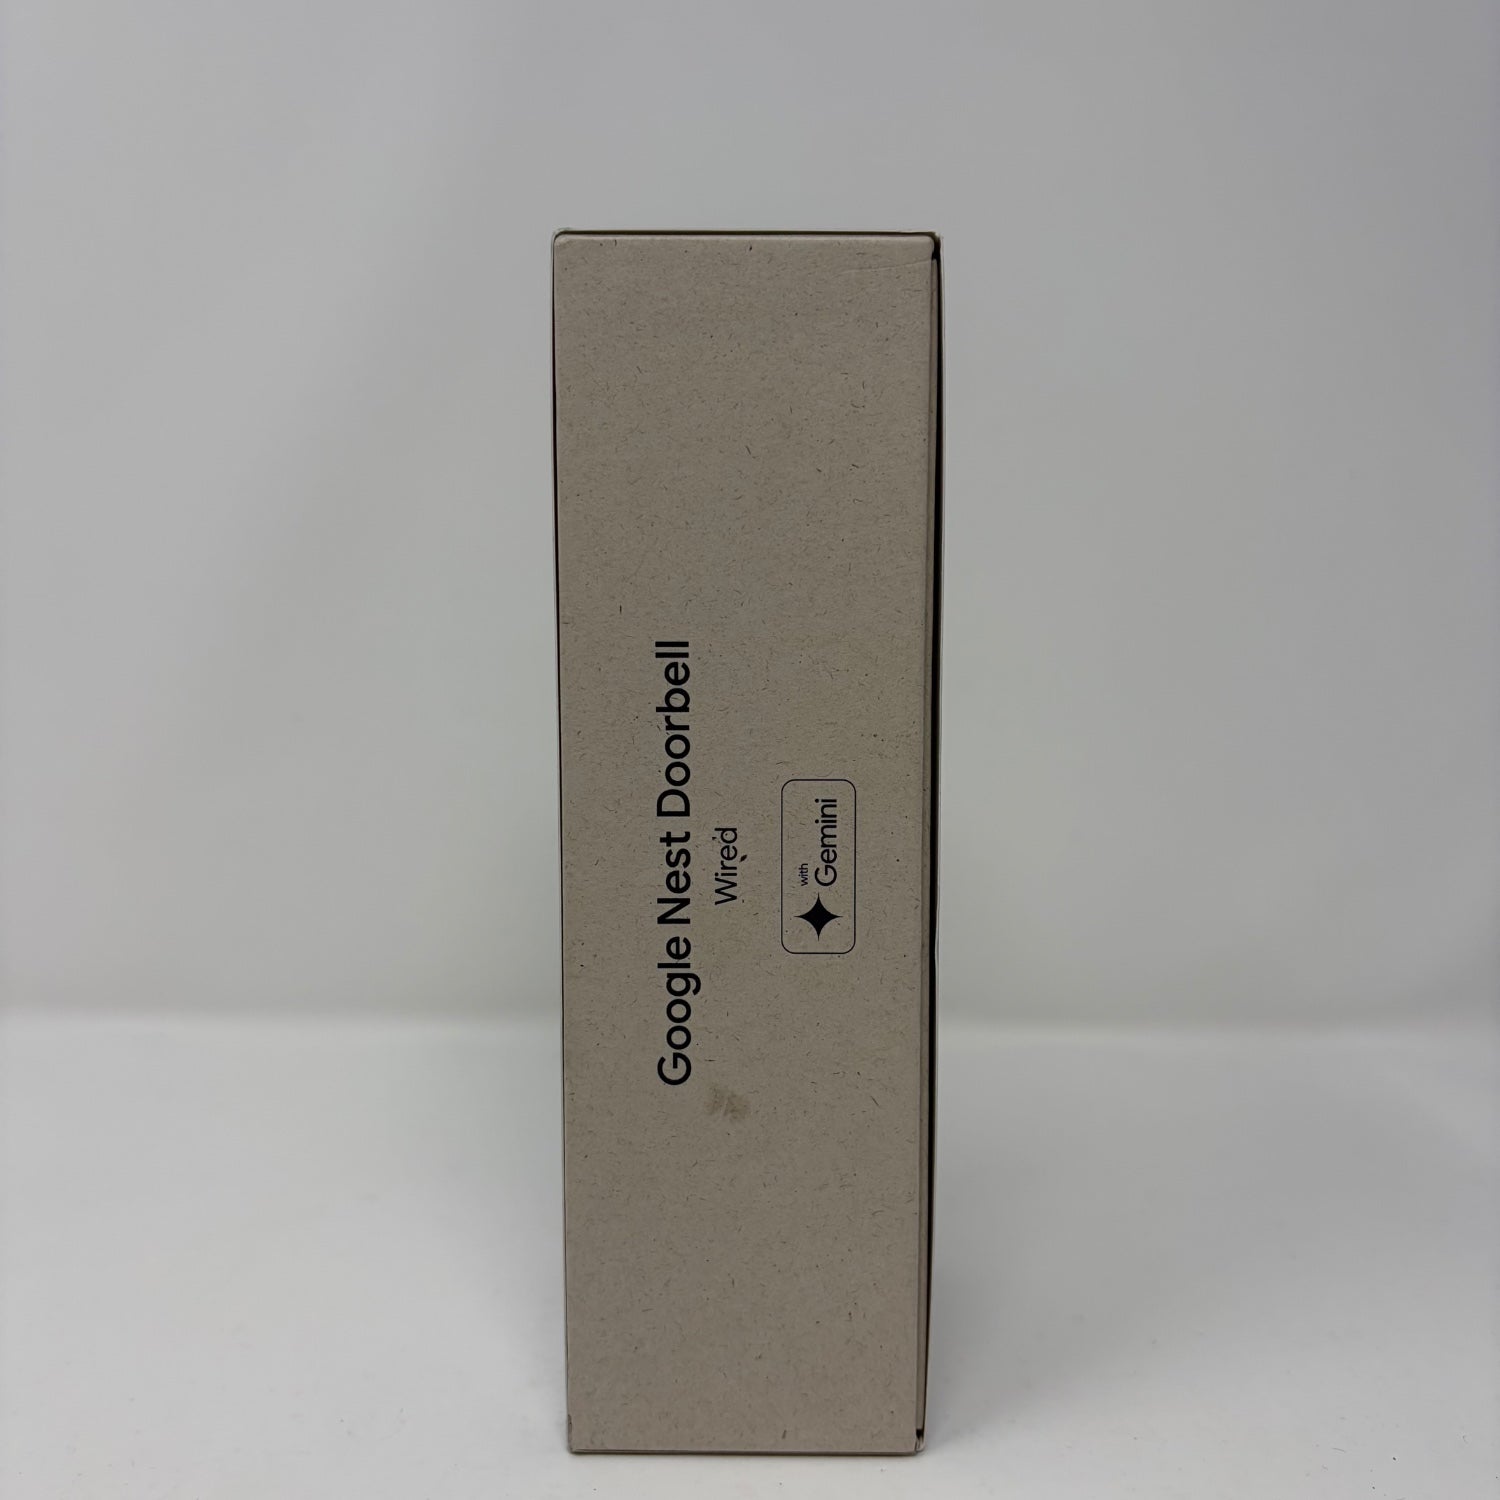 Google Nest Doorbell
Wired
with
Gemini